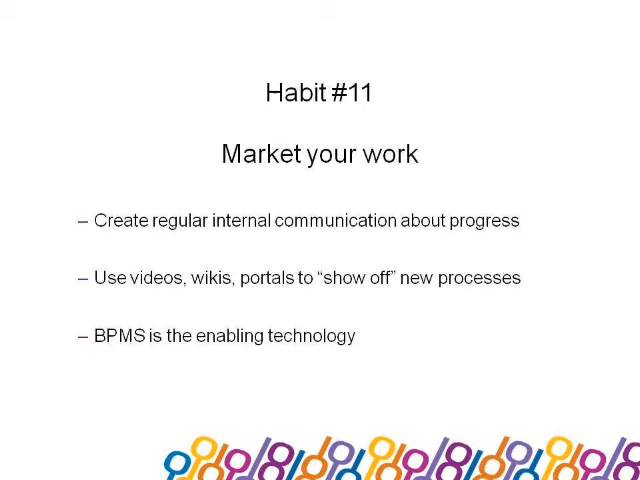 Habit #11
Market your work
– Create regular internal communication about progress
– Use videos, wikis, portals to “show off” new processes
– BPMS is the enabling technology